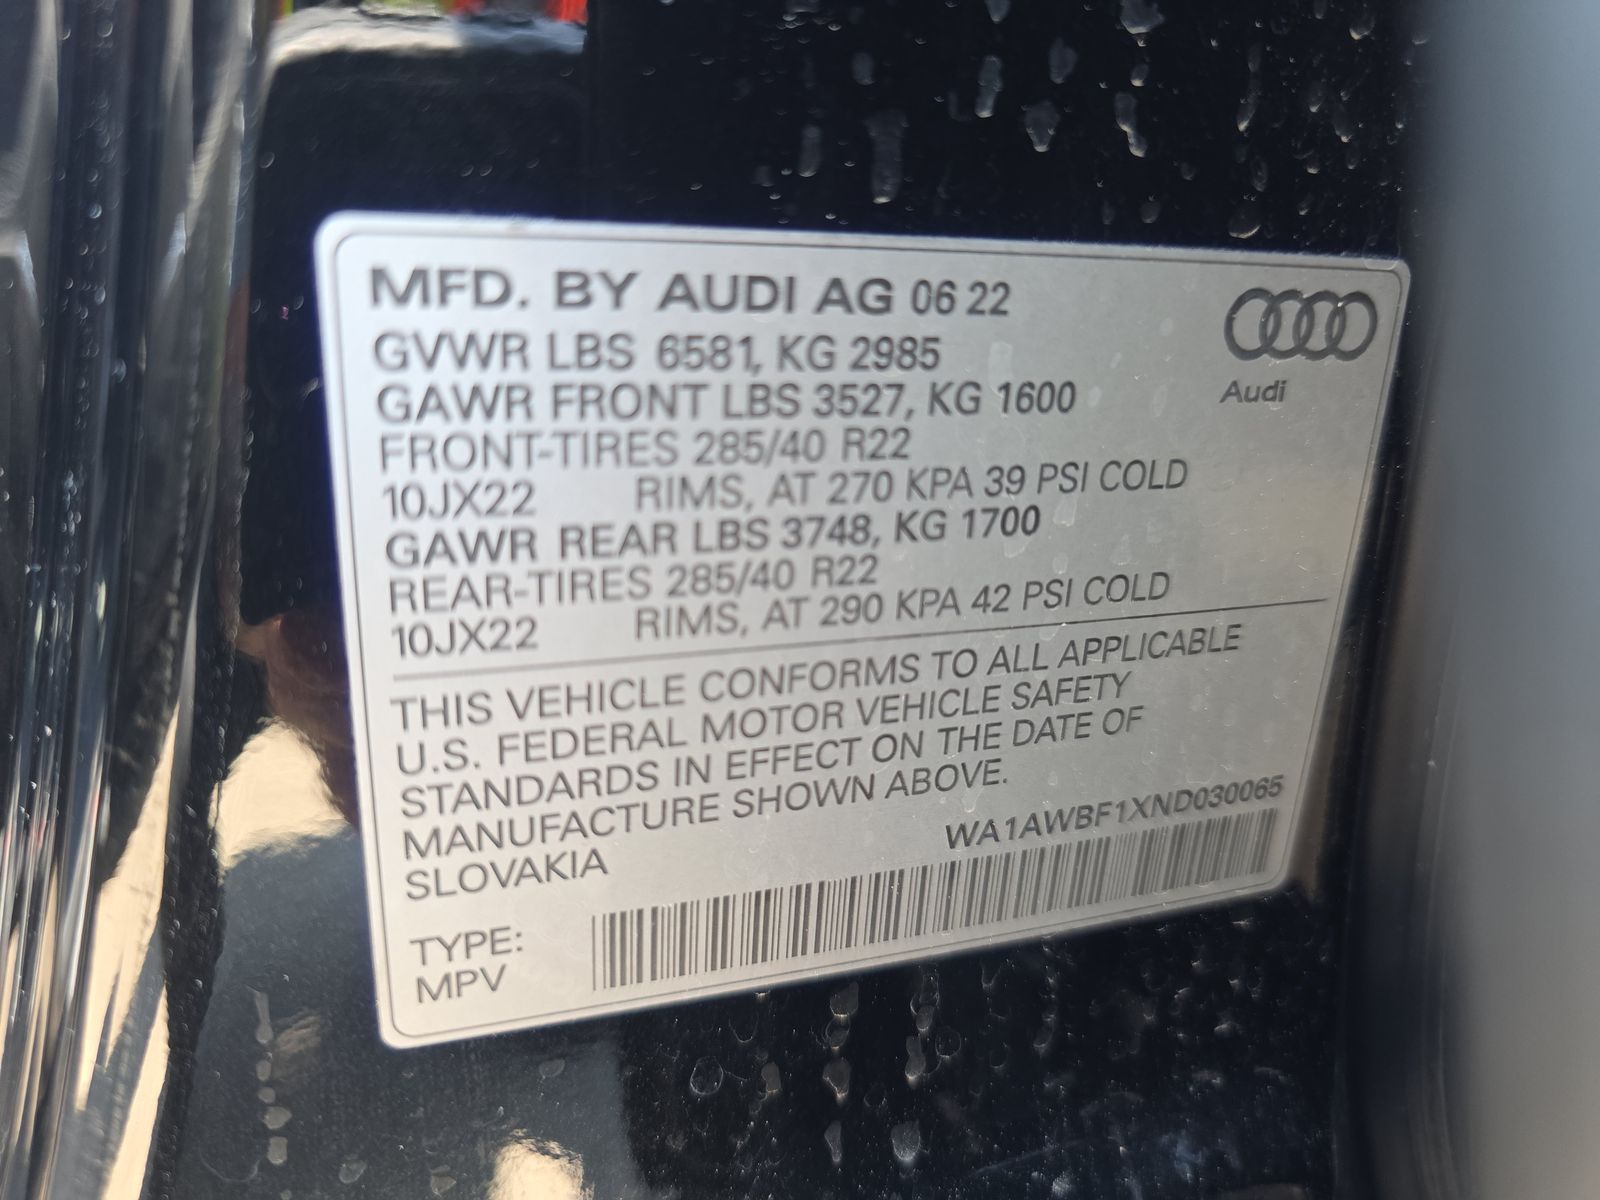 MFD. BY AUDI AG 06 22
GVWR LBS 6581, KG 2985
GAWR FRONT LBS 3527, KG 1600
FRONT-TIRES 285/40 R22
10JX22 RIMS, AT 270 KPA 39 PSI COLD
GAWR REAR LBS 3748, KG 1700
REAR-TIRES 285/40 R22
10JX22 RIMS, AT 290 KPA 42 PSI COLD
Audi
THIS VEHICLE CONFORMS TO ALL APPLICABLE
U.S. FEDERAL MOTOR VEHICLE SAFETY
STANDARDS IN EFFECT ON THE DATE OF
MANUFACTURE SHOWN ABOVE.
SLOVAKIA
WA1AWBF1XND030065
TYPE:
MPV